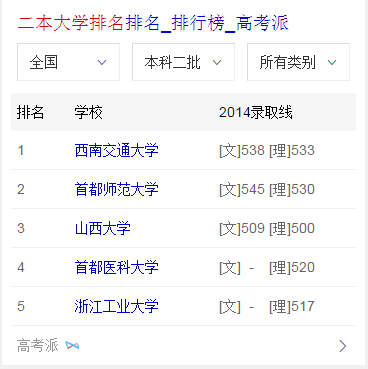 二本大学排名排名_排行榜_高考派
全国 本科二批 所有类别
排名 学校 2014录取线
1 西南交通大学 [文]538 [理]533
2 首都师范大学 [文]545 [理]530
3 山西大学 [文]509 [理]500
4 首都医科大学 [文] - [理]520
5 浙江工业大学 [文] - [理]517
高考派